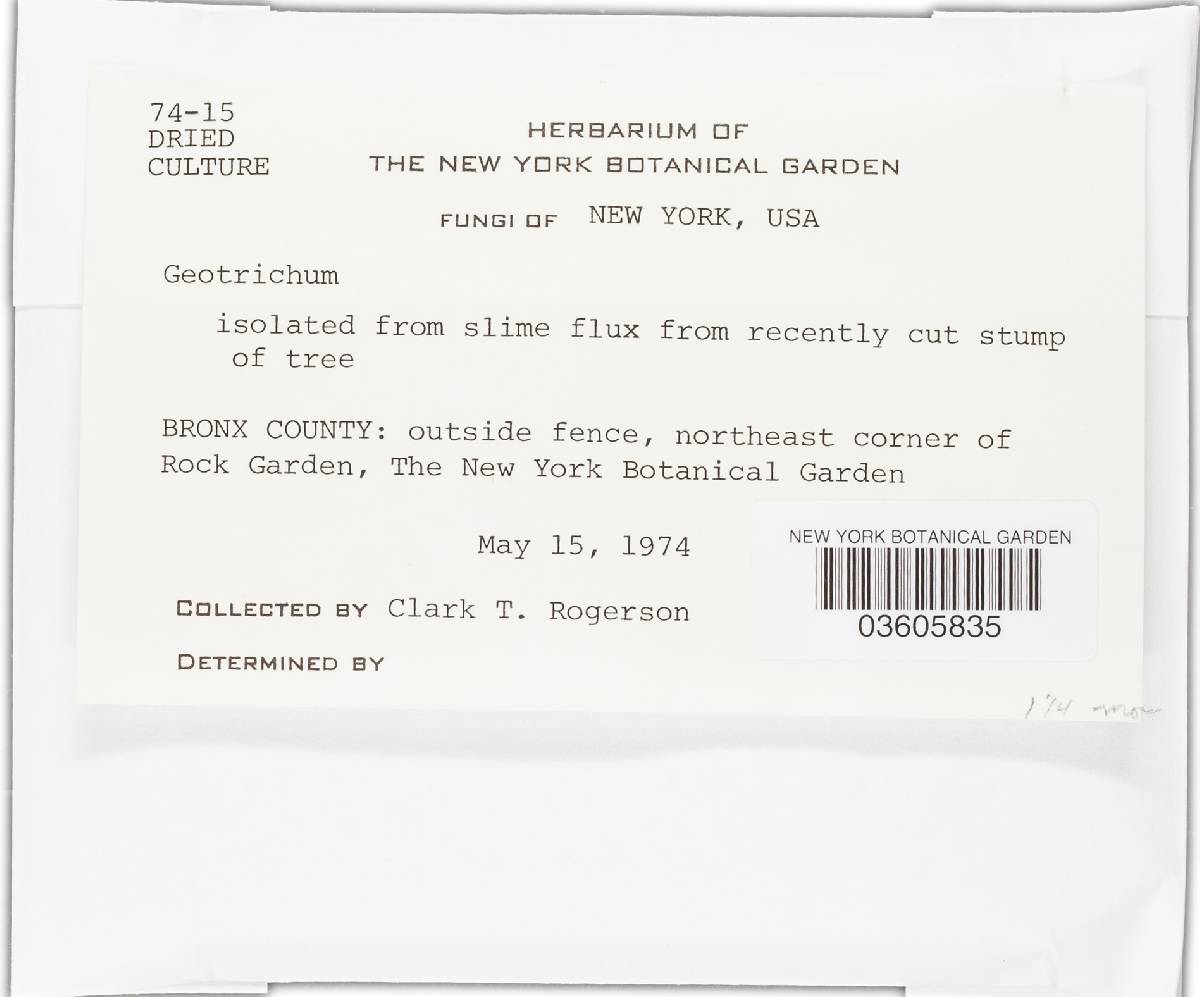 74-15
DRIED
CULTURE
HERBARIUM OF
THE NEW YORK BOTANICAL GARDEN
FUNGI OF NEW YORK, USA
Geotrichum
isolated from slime flux from recently cut stump
of tree
BRONX COUNTY: outside fence, northeast corner of
Rock Garden, The New York Botanical Garden
May 15, 1974
COLLECTED BY Clark T. Rogerson
DETERMINED BY
NEW YORK BOTANICAL GARDEN
03605835